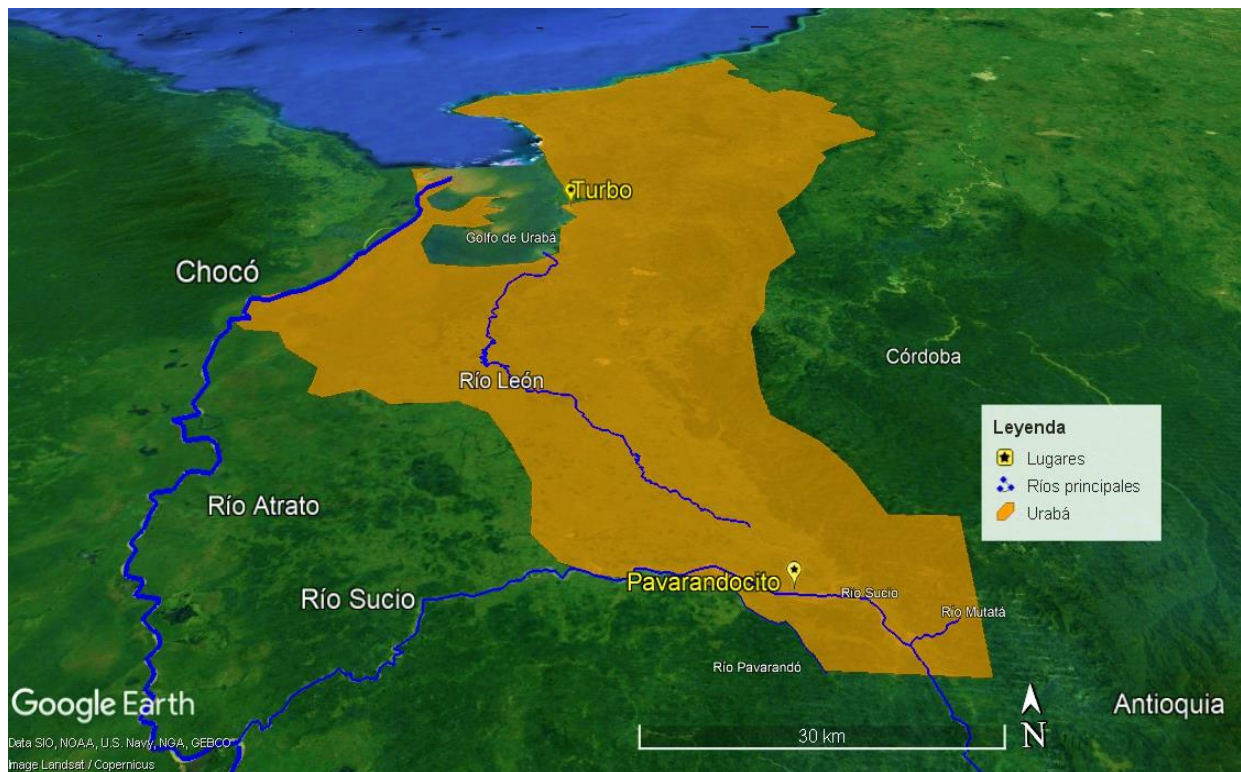 Turbo
Golfo de Urabá
Chocó
Córdoba
Río León
Leyenda
Lugares
Ríos principales
Urabá
Río Atrato
Pavarandocito
Río Sucio
Río Sucio
Río Mutatá
Río Pavarandó
Google Earth
Antioquia
30 km
N
Data SIO, NOAA, U.S. Navy, NGA, GEBCO
Image Landsat / Copernicus